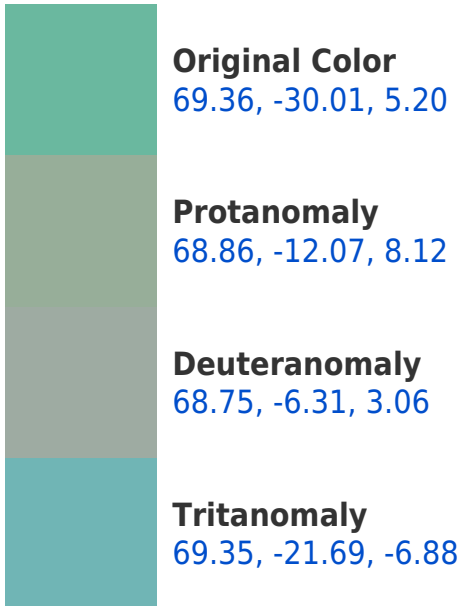 Original Color
69.36, -30.01, 5.20
Protanomaly
68.86, -12.07, 8.12
Deuteranomaly
68.75, -6.31, 3.06
Tritanomaly
69.35, -21.69, -6.88